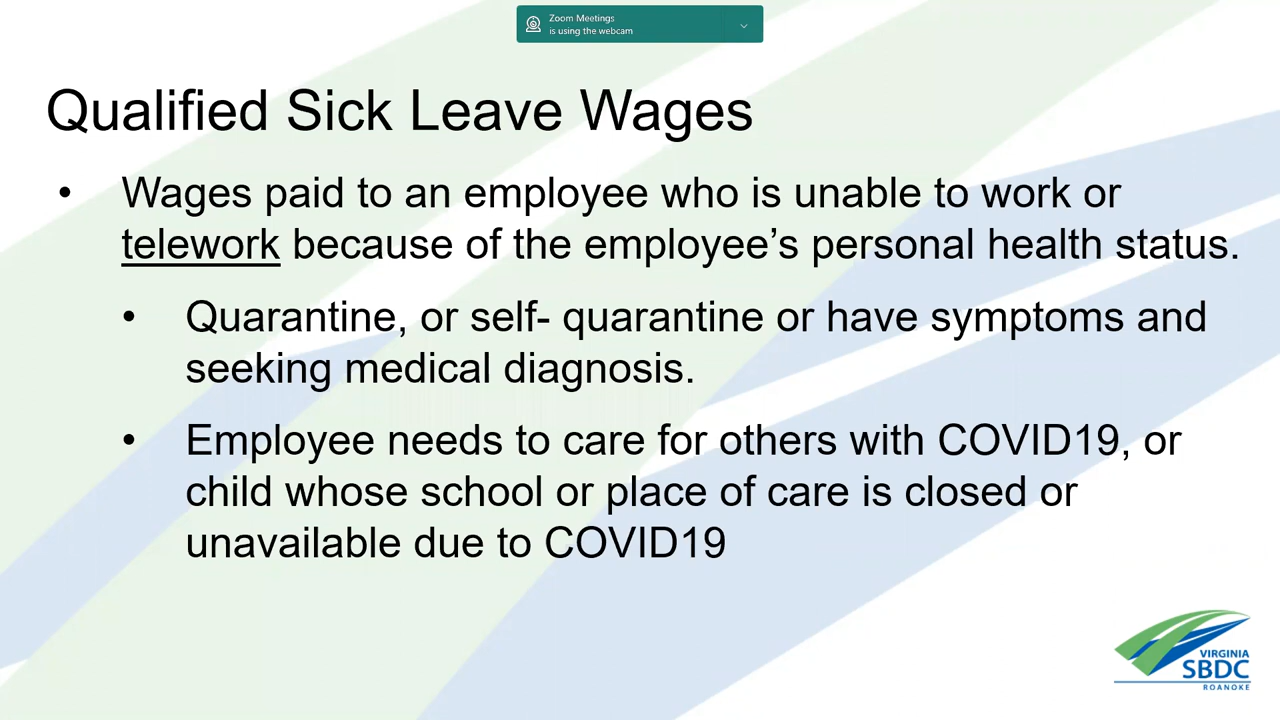 Zoom Meetings
is using the webcam
Qualified Sick Leave Wages
• Wages paid to an employee who is unable to work or
telework because of the employee’s personal health status.
• Quarantine, or self- quarantine or have symptoms and
seeking medical diagnosis.
• Employee needs to care for others with COVID19, or
child whose school or place of care is closed or
unavailable due to COVID19
VIRGINIA
SBDC
ROANOKE